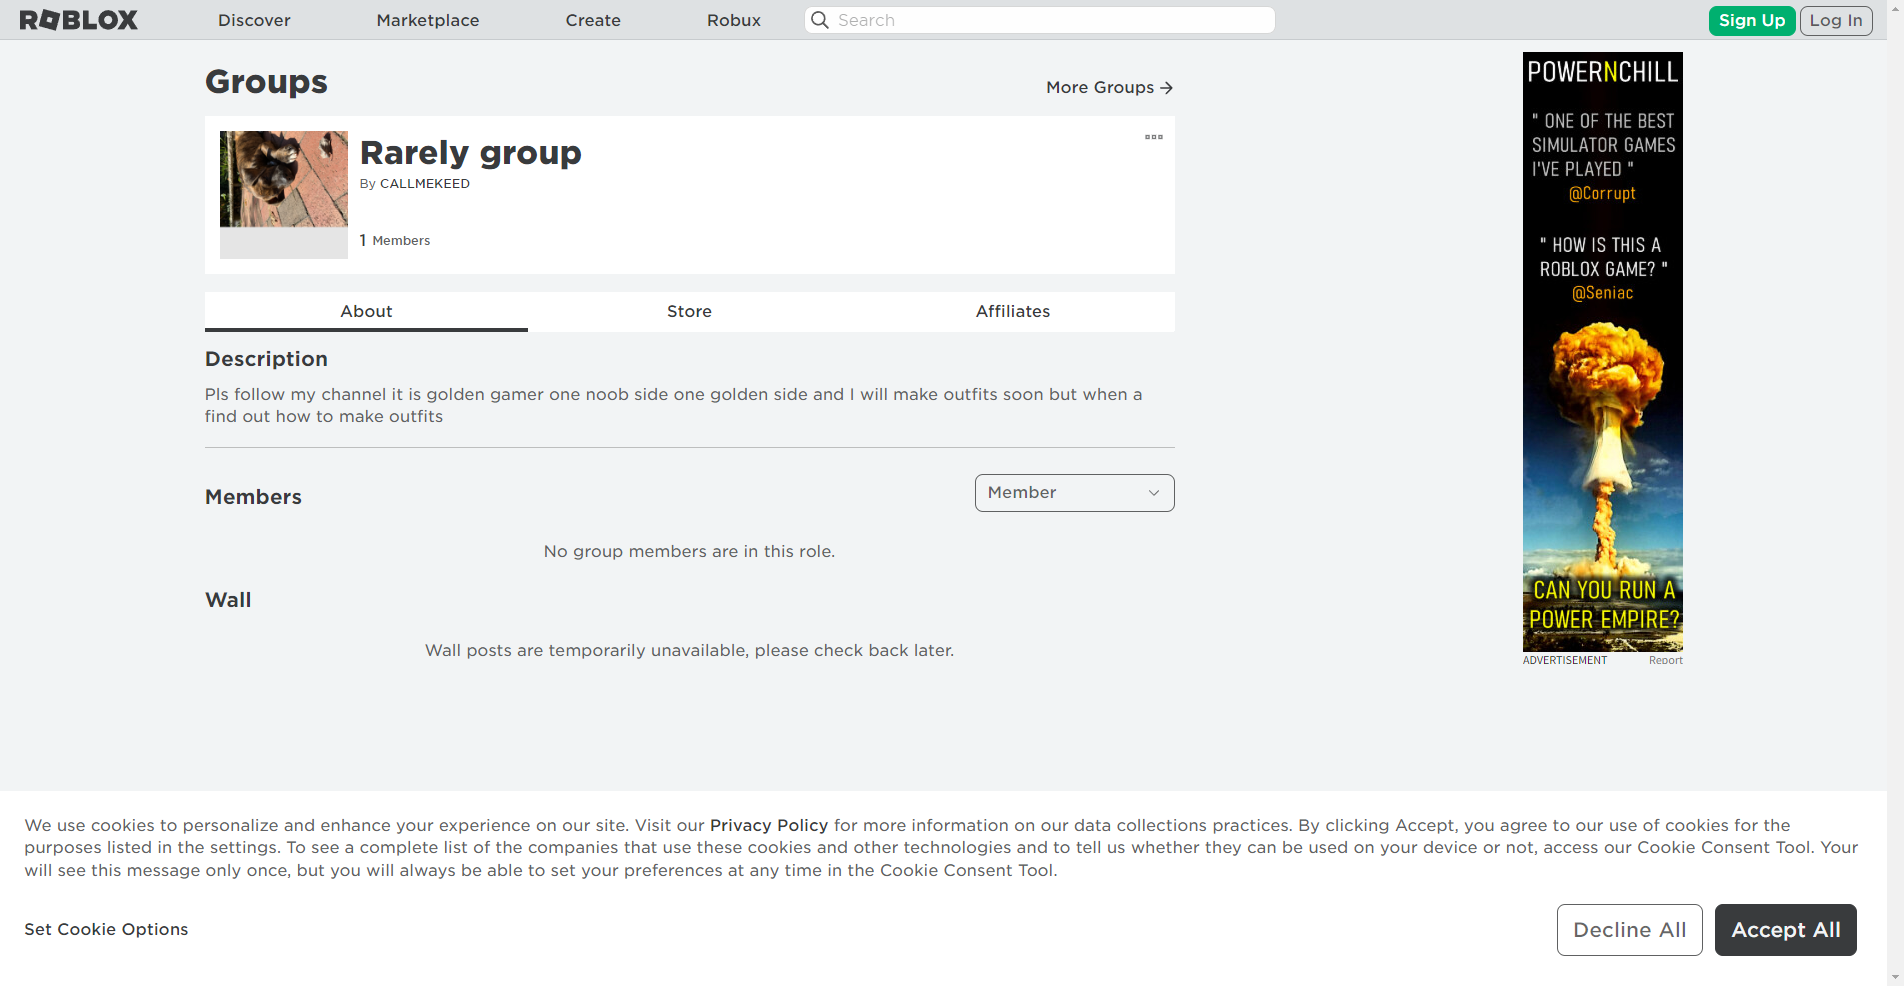 ROBLOX
Discover
Marketplace
Create
Robux
Search
Sign Up
Log In
Groups
More Groups
Rarely group
By CALLMEKEED
1 Members
About
Store
Affiliates
Description
Pls follow my channel it is golden gamer one noob side one golden side and I will make outfits soon but when a
find out how to make outfits
Members
Member
No group members are in this role.
Wall
Wall posts are temporarily unavailable, please check back later.
POWERNCHILL
" ONE OF THE BEST
SIMULATOR GAMES
I'VE PLAYED "
@Corrupt
" HOW IS THIS A
ROBLOX GAME? "
@Seniac
CAN YOU RUN A
POWER EMPIRE?
ADVERTISEMENT
Report
We use cookies to personalize and enhance your experience on our site. Visit our Privacy Policy for more information on our data collections practices. By clicking Accept, you agree to our use of cookies for the
purposes listed in the settings. To see a complete list of the companies that use these cookies and other technologies and to tell us whether they can be used on your device or not, access our Cookie Consent Tool. Your
will see this message only once, but you will always be able to set your preferences at any time in the Cookie Consent Tool.
Set Cookie Options
Decline All
Accept All